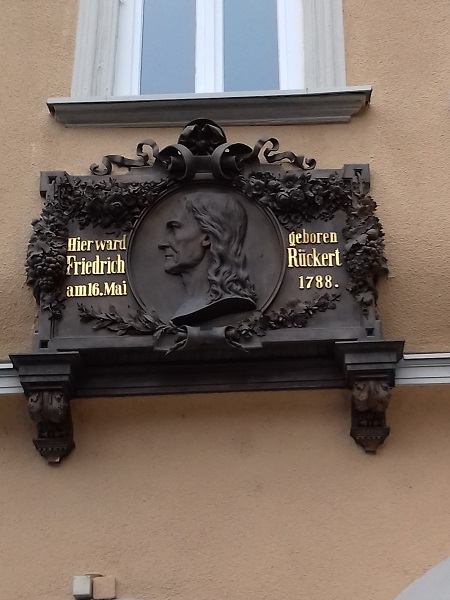 Hier ward geboren
Friedrich Rückert
am 16. Mai 1788.